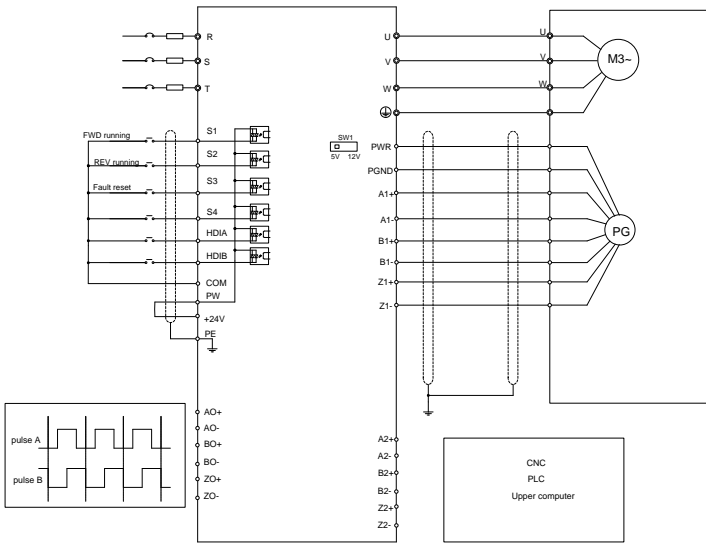 R
S
T
U
V
W
U
V
W
M3~
FWD running
REV running
Fault reset
S1
S2
S3
S4
HDIA
HDIB
COM
PW
+24V
PE
SW1
5V 12V
PWR
PGND
A1+
A1-
B1+
B1-
Z1+
Z1-
PG
pulse A
pulse B
AO+
AO-
BO+
BO-
ZO+
ZO-
A2+
A2-
B2+
B2-
Z2+
Z2-
CNC
PLC
Upper computer